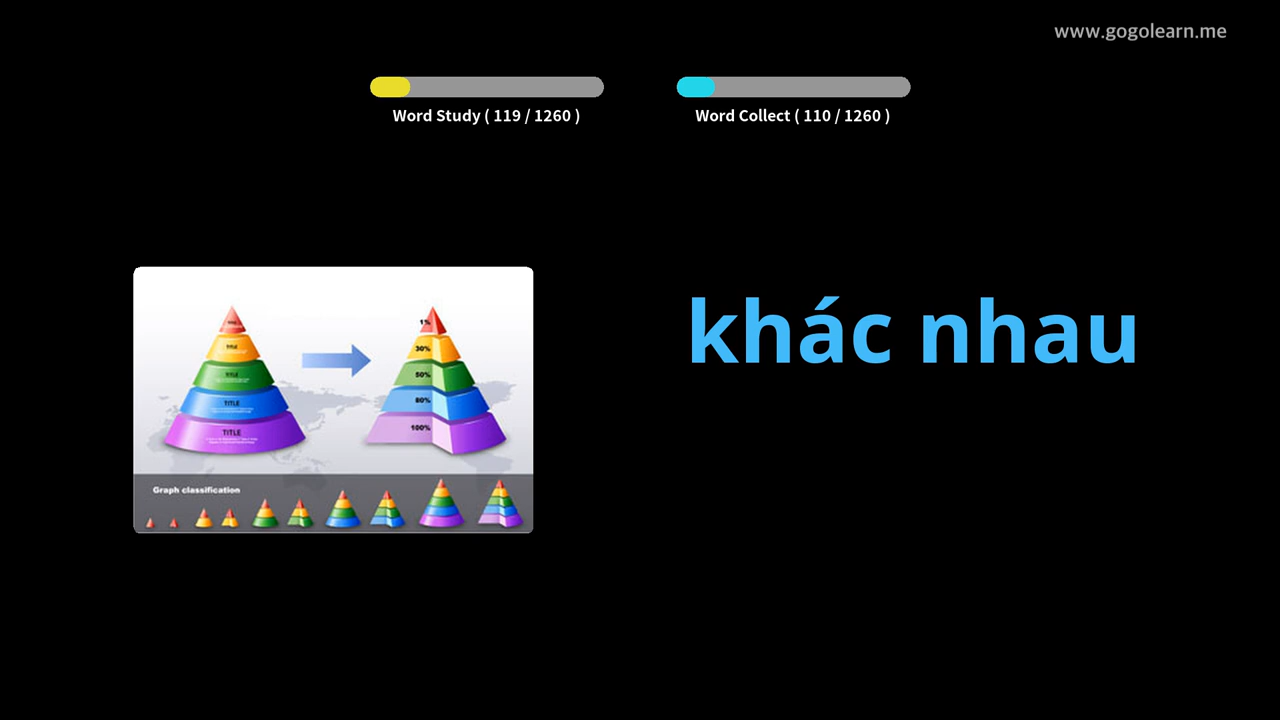 www.gogolearn.me
Word Study ( 119 / 1260 )
Word Collect ( 110 / 1260 )
khác nhau
TITLE
TITLE
TITLE
TITLE
1%
30%
50%
80%
100%
Graph classification